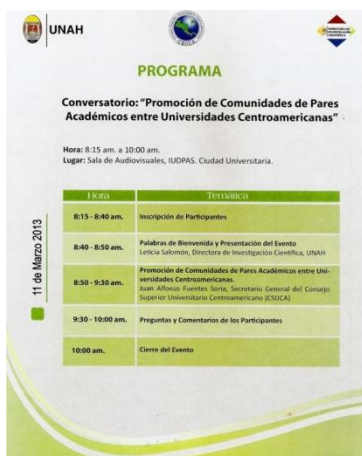 UNAH
CSUCA
PROGRAMA
Conversatorio: "Promoción de Comunidades de Pares
Académicos entre Universidades Centroamericanas"
Hora: 8:15 am. a 10:00 am.
Lugar: Sala de Audiovisuales, IUDPAS. Ciudad Universitaria.
11 de Marzo 2013
Hora Temática
8:15 - 8:40 am. Inscripción de Participantes
8:40 - 8:50 am. Palabras de Bienvenida y Presentación del Evento
Leticia Salomón, Directora de Investigación Científica, UNAH
8:50 - 9:30 am. Promoción de Comunidades de Pares Académicos entre Uni-
versidades Centroamericanas.
Juan Alfonso Fuentes Soria, Secretario General del Consejo
Superior Universitario Centroamericano (CSUCA)
9:30 - 10:00 am. Preguntas y Comentarios de los Participantes
10:00 am. Cierre del Evento